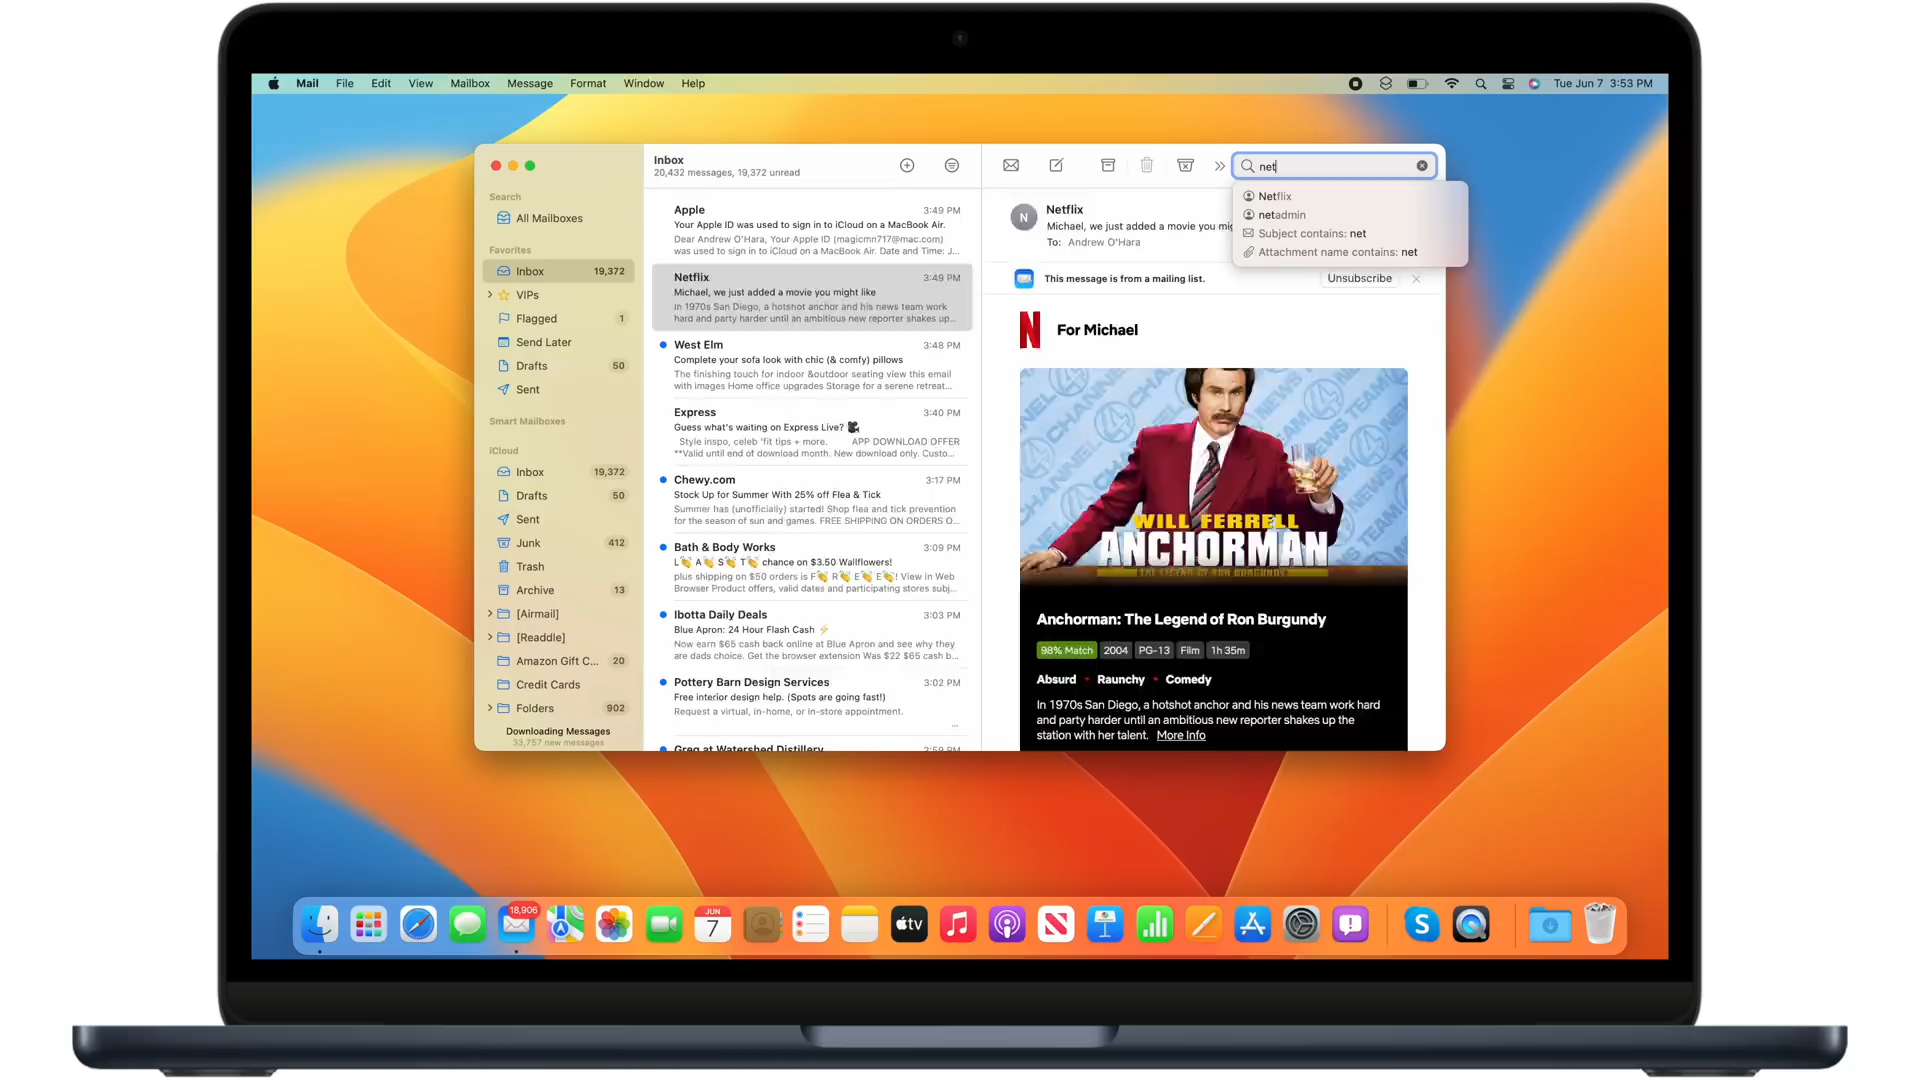 Mail File Edit View Mailbox Message Format Window Help
Tue Jun 7 3:53 PM
Search
All Mailboxes
Favorites
Inbox 19,372
VIPs
Flagged 1
Send Later
Drafts 50
Sent
Smart Mailboxes
iCloud
Inbox 19,372
Drafts 50
Sent
Junk 412
Trash
Archive 13
[Airmail]
[Readdle]
Amazon Gift C... 20
Credit Cards
Folders 902
Downloading Messages
33,757 new messages
Inbox
20,432 messages, 19,372 unread
Apple 3:49 PM
Your Apple ID was used to sign in to iCloud on a MacBook Air.
Dear Andrew O'Hara, Your Apple ID (magicmn717@mac.com)
was used to sign in to iCloud on a MacBook Air. Date and Time: J...
Netflix 3:49 PM
Michael, we just added a movie you might like
In 1970s San Diego, a hotshot anchor and his news team work
hard and party harder until an ambitious new reporter shakes up...
West Elm 3:48 PM
Complete your sofa look with chic (& comfy) pillows
The finishing touch for indoor &outdoor seating view this email
with images Home office upgrades Storage for a serene retreat...
Express 3:40 PM
Guess what's waiting on Express Live? 🎥
Style inspo, celeb 'fit tips + more. APP DOWNLOAD OFFER
**Valid until end of download month. New download only. Custo...
Chewy.com 3:17 PM
Stock Up for Summer With 25% off Flea & Tick
Summer has (unofficially) started! Shop flea and tick prevention
for the season of sun and games. FREE SHIPPING ON ORDERS O...
Bath & Body Works 3:09 PM
L👏 A👏 S👏 T👏 chance on $3.50 Wallflowers!
plus shipping on $50 orders is F👏 R👏 E👏 E👏! View in Web
Browser Product offers, valid dates and participating stores subj...
Ibotta Daily Deals 3:03 PM
Blue Apron: 24 Hour Flash Cash ⚡
Now earn $65 cash back online at Blue Apron and see why they
are dads choice. Get the browser extension Was $22 $65 cash b...
Pottery Barn Design Services 3:02 PM
Free interior design help. (Spots are going fast!)
Request a virtual, in-home, or in-store appointment.
...
Greg at Watershed Distillery 2:59 PM
net
Netflix
netadmin
Subject contains: net
Attachment name contains: net
N
Netflix
Michael, we just added a movie you mig
To: Andrew O'Hara
This message is from a mailing list. Unsubscribe
N For Michael
CHANNEL 4 NEWS TEAM
WILL FERRELL
ANCHORMAN
THE LEGEND OF RON BURGUNDY
Anchorman: The Legend of Ron Burgundy
98% Match 2004 PG-13 Film 1h 35m
Absurd • Raunchy • Comedy
In 1970s San Diego, a hotshot anchor and his news team work hard
and party harder until an ambitious new reporter shakes up the
station with her talent. More Info
18,906
JUN
7
tv
S